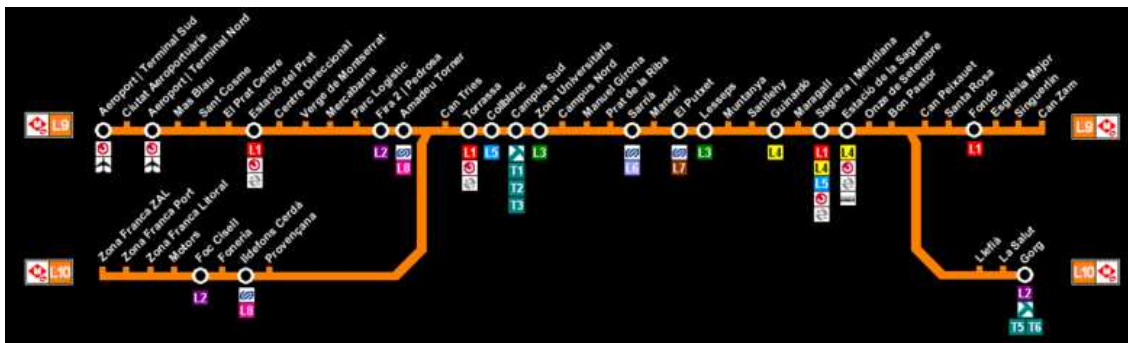 Aeroport | Terminal Sud
Ciutat Aeroportuària
Aeroport | Terminal Nord
Mas Blau
Sant Cosme
El Prat Centre
Estació del Prat
Centre Direccional
Verge de Montserrat
Mercabarna
Parc Logístic
Fira 2 | Pedrosa
Amadeu Torner
Can Tries
Torrassa
Collblanc
Campus Sud
Zona Universitària
Campus Nord
Manuel Girona
Prat de la Riba
Sarrià
Mandri
El Putxet
Lesseps
Muntanya
Sanllehy
Guinardó
Maragall
Sagrera | Meridiana
Estació de la Sagrera
Onze de Setembre
Bon Pastor
Can Peixauet
Santa Rosa
Fondo
Església Major
Singuerlín
Can Zam
M L9
L9 M
L1
L2
L8
L1
L5
T1
T2
T3
L3
L6
L7
L3
L4
L1
L4
L5
L4
L1
Zona Franca ZAL
Zona Franca Port
Zona Franca Litoral
Motors
Foc Cisell
Foneria
Ildefons Cerdà
Provençana
Llefià
La Salut
Gorg
M L10
L10 M
L2
L8
L2
T5 T6